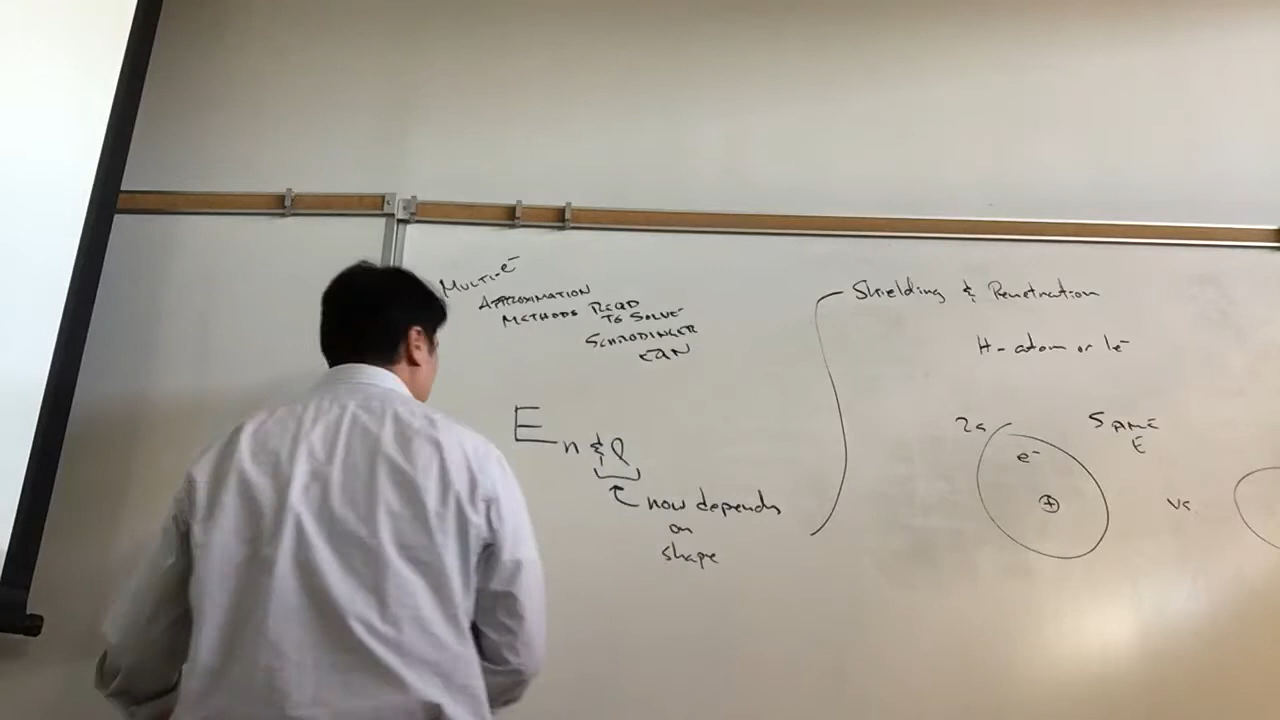 MULTI-e⁻
APPROXIMATION
METHODS REQD
TO SOLVE
SCHRODINGER
EQN
E n & l
now depends
on
shape
Shielding & Penetration
H-atom or 1e⁻
2s
SAME
E
e⁻
+
vs